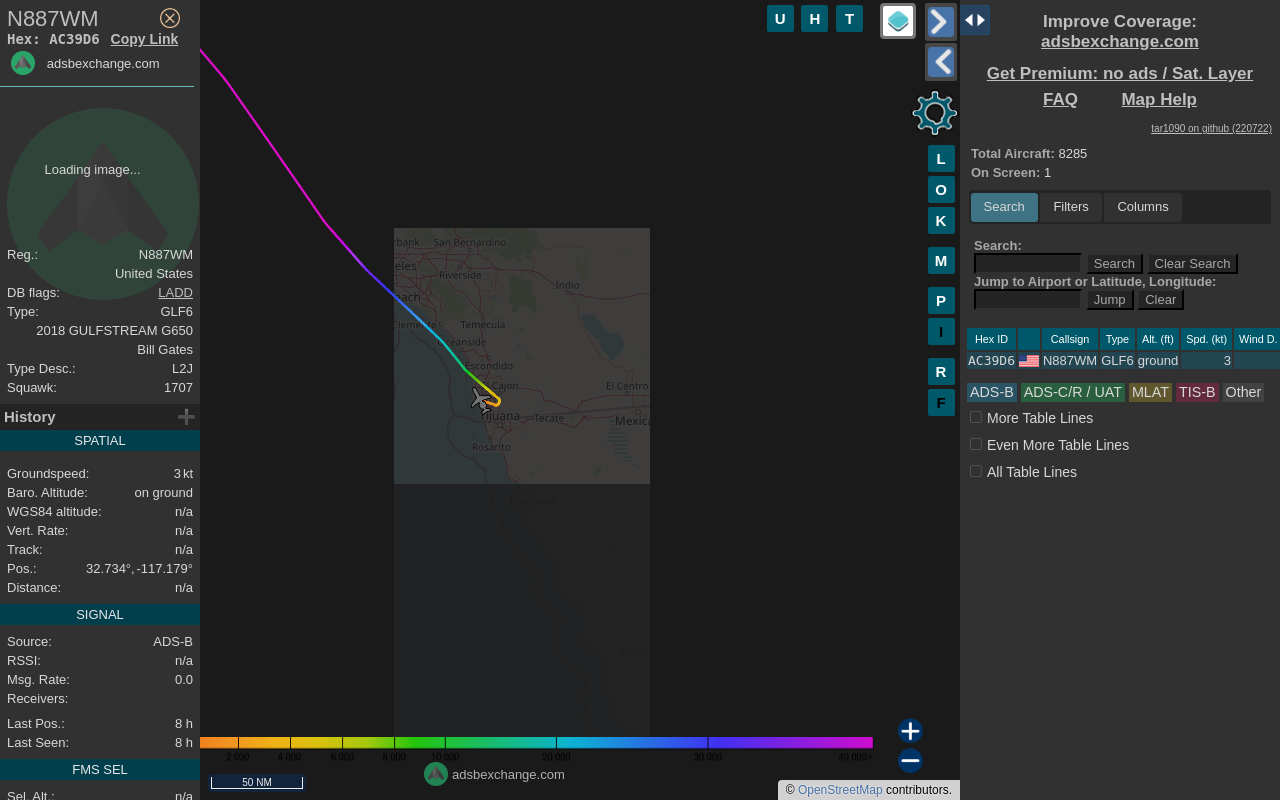 N887WM
Hex: AC39D6 Copy Link
adsbexchange.com
Loading image...
Reg.: N887WM
United States
DB flags: LADD
Type: GLF6
2018 GULFSTREAM G650
Bill Gates
Type Desc.: L2J
Squawk: 1707
History
SPATIAL
Groundspeed: 3 kt
Baro. Altitude: on ground
WGS84 altitude: n/a
Vert. Rate: n/a
Track: n/a
Pos.: 32.734°, -117.179°
Distance: n/a
SIGNAL
Source: ADS-B
RSSI: n/a
Msg. Rate: 0.0
Receivers:
Last Pos.: 8 h
Last Seen: 8 h
FMS SEL
Sel. Alt.: n/a
U H T
L
O
K
M
P
I
R
F
rbank San Bernardino
eles
Riverside
Indio
each
Clemente
Temecula
Oceanside
Escondido
Cajon
El Centro
Tijuana
Tecate
Mexica
Rosarito
Ensenada
2 000 4 000 6 000 8 000 10 000 20 000 30 000 40 000+
50 NM
adsbexchange.com
© OpenStreetMap contributors.
Improve Coverage:
adsbexchange.com
Get Premium: no ads / Sat. Layer
FAQ Map Help
tar1090 on github (220722)
Total Aircraft: 8285
On Screen: 1
Search Filters Columns
Search:
Search Clear Search
Jump to Airport or Latitude, Longitude:
Jump Clear
Hex ID Callsign Type Alt. (ft) Spd. (kt) Wind D.
AC39D6 N887WM GLF6 ground 3
ADS-B ADS-C/R / UAT MLAT TIS-B Other
More Table Lines
Even More Table Lines
All Table Lines